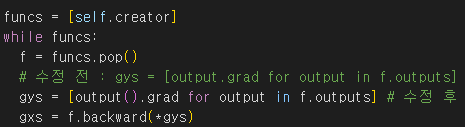 funcs = [self.creator]
while funcs:
  f = funcs.pop()
  # 수정 전 : gys = [output.grad for output in f.outputs]
  gys = [output().grad for output in f.outputs] # 수정 후
  gxs = f.backward(*gys)